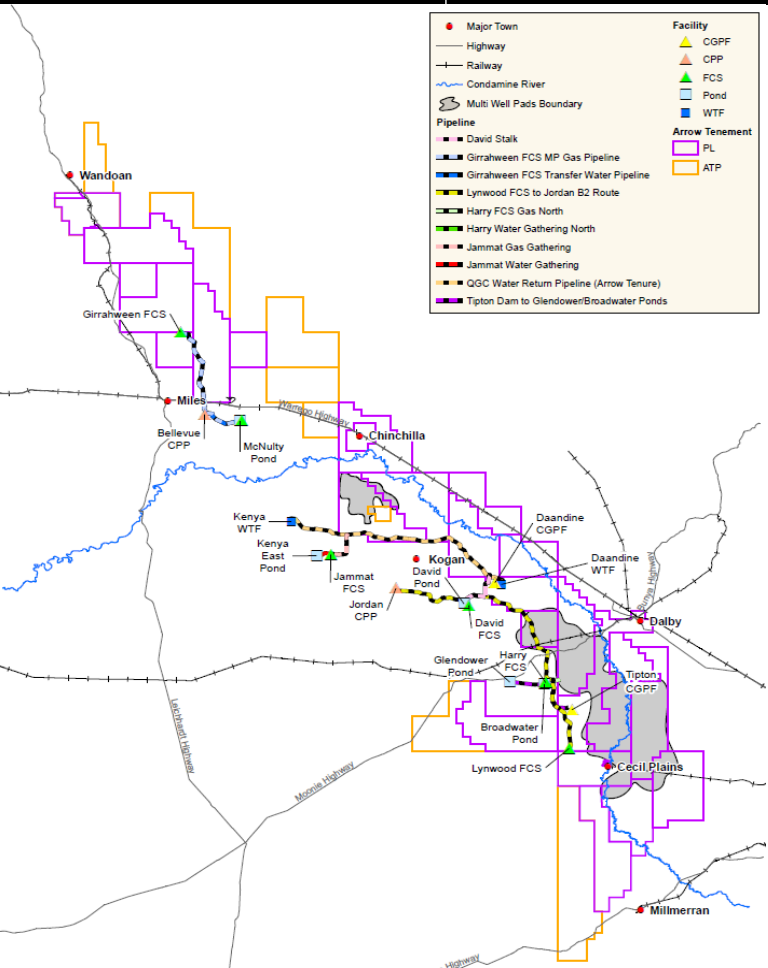 Major Town
Highway
Railway
Condamine River
Multi Well Pads Boundary
Pipeline
David Stalk
Girrahween FCS MP Gas Pipeline
Girrahween FCS Transfer Water Pipeline
Lynwood FCS to Jordan B2 Route
Harry FCS Gas North
Harry Water Gathering North
Jammat Gas Gathering
Jammat Water Gathering
QGC Water Return Pipeline (Arrow Tenure)
Tipton Dam to Glendower/Broadwater Ponds
Facility
CGPF
CPP
FCS
Pond
WTF
Arrow Tenement
PL
ATP
Wandoan
Girrahween FCS
Miles
Warrego Highway
Bellevue
CPP
McNulty
Pond
Chinchilla
Kenya
WTF
Daandine
CGPF
Kenya
East
Pond
Jammat
FCS
Kogan
David
Pond
Daandine
WTF
Bunya Highway
Jordan
CPP
David
FCS
Dalby
Glendower
Pond
Harry
FCS
Tipton
CGPF
Broadwater
Pond
Leichhardt Highway
Lynwood FCS
Cecil Plains
Moonie Highway
Millmerran
Highway